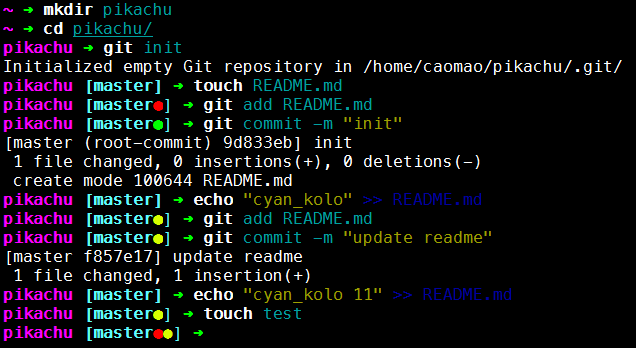 ~ ➜ mkdir pikachu
~ ➜ cd pikachu/
pikachu ➜ git init
Initialized empty Git repository in /home/caomao/pikachu/.git/
pikachu [master] ➜ touch README.md
pikachu [master●] ➜ git add README.md
pikachu [master●] ➜ git commit -m "init"
[master (root-commit) 9d833eb] init
 1 file changed, 0 insertions(+), 0 deletions(-)
 create mode 100644 README.md
pikachu [master] ➜ echo "cyan_kolo" >> README.md
pikachu [master●] ➜ git add README.md
pikachu [master●] ➜ git commit -m "update readme"
[master f857e17] update readme
 1 file changed, 1 insertion(+)
pikachu [master] ➜ echo "cyan_kolo 11" >> README.md
pikachu [master●] ➜ touch test
pikachu [master●●] ➜